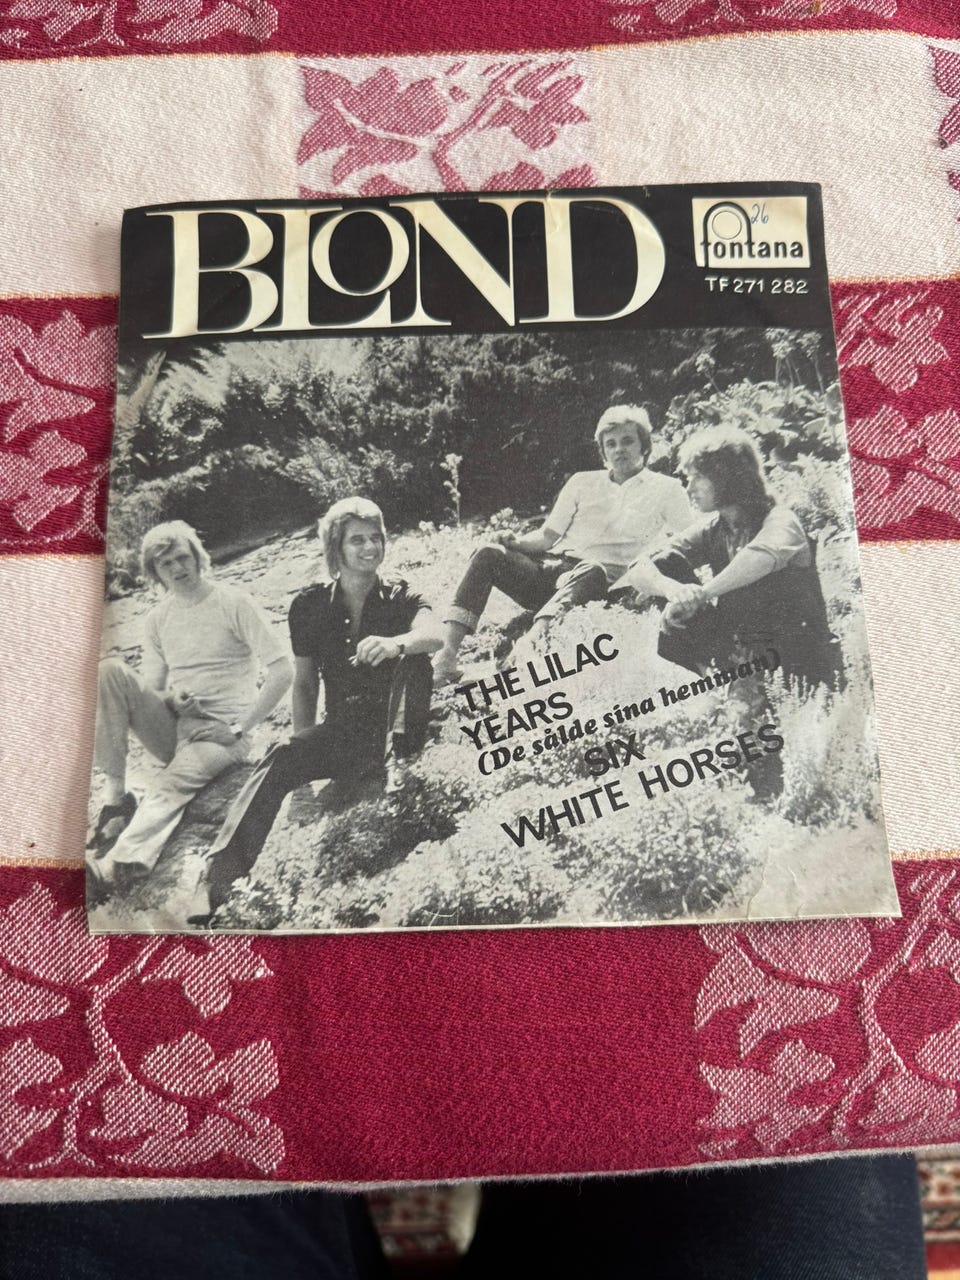 BLOND
26
fontana
TF 271 282
THE LILAC
YEARS
(De sålde sina hemman)
SIX
WHITE HORSES